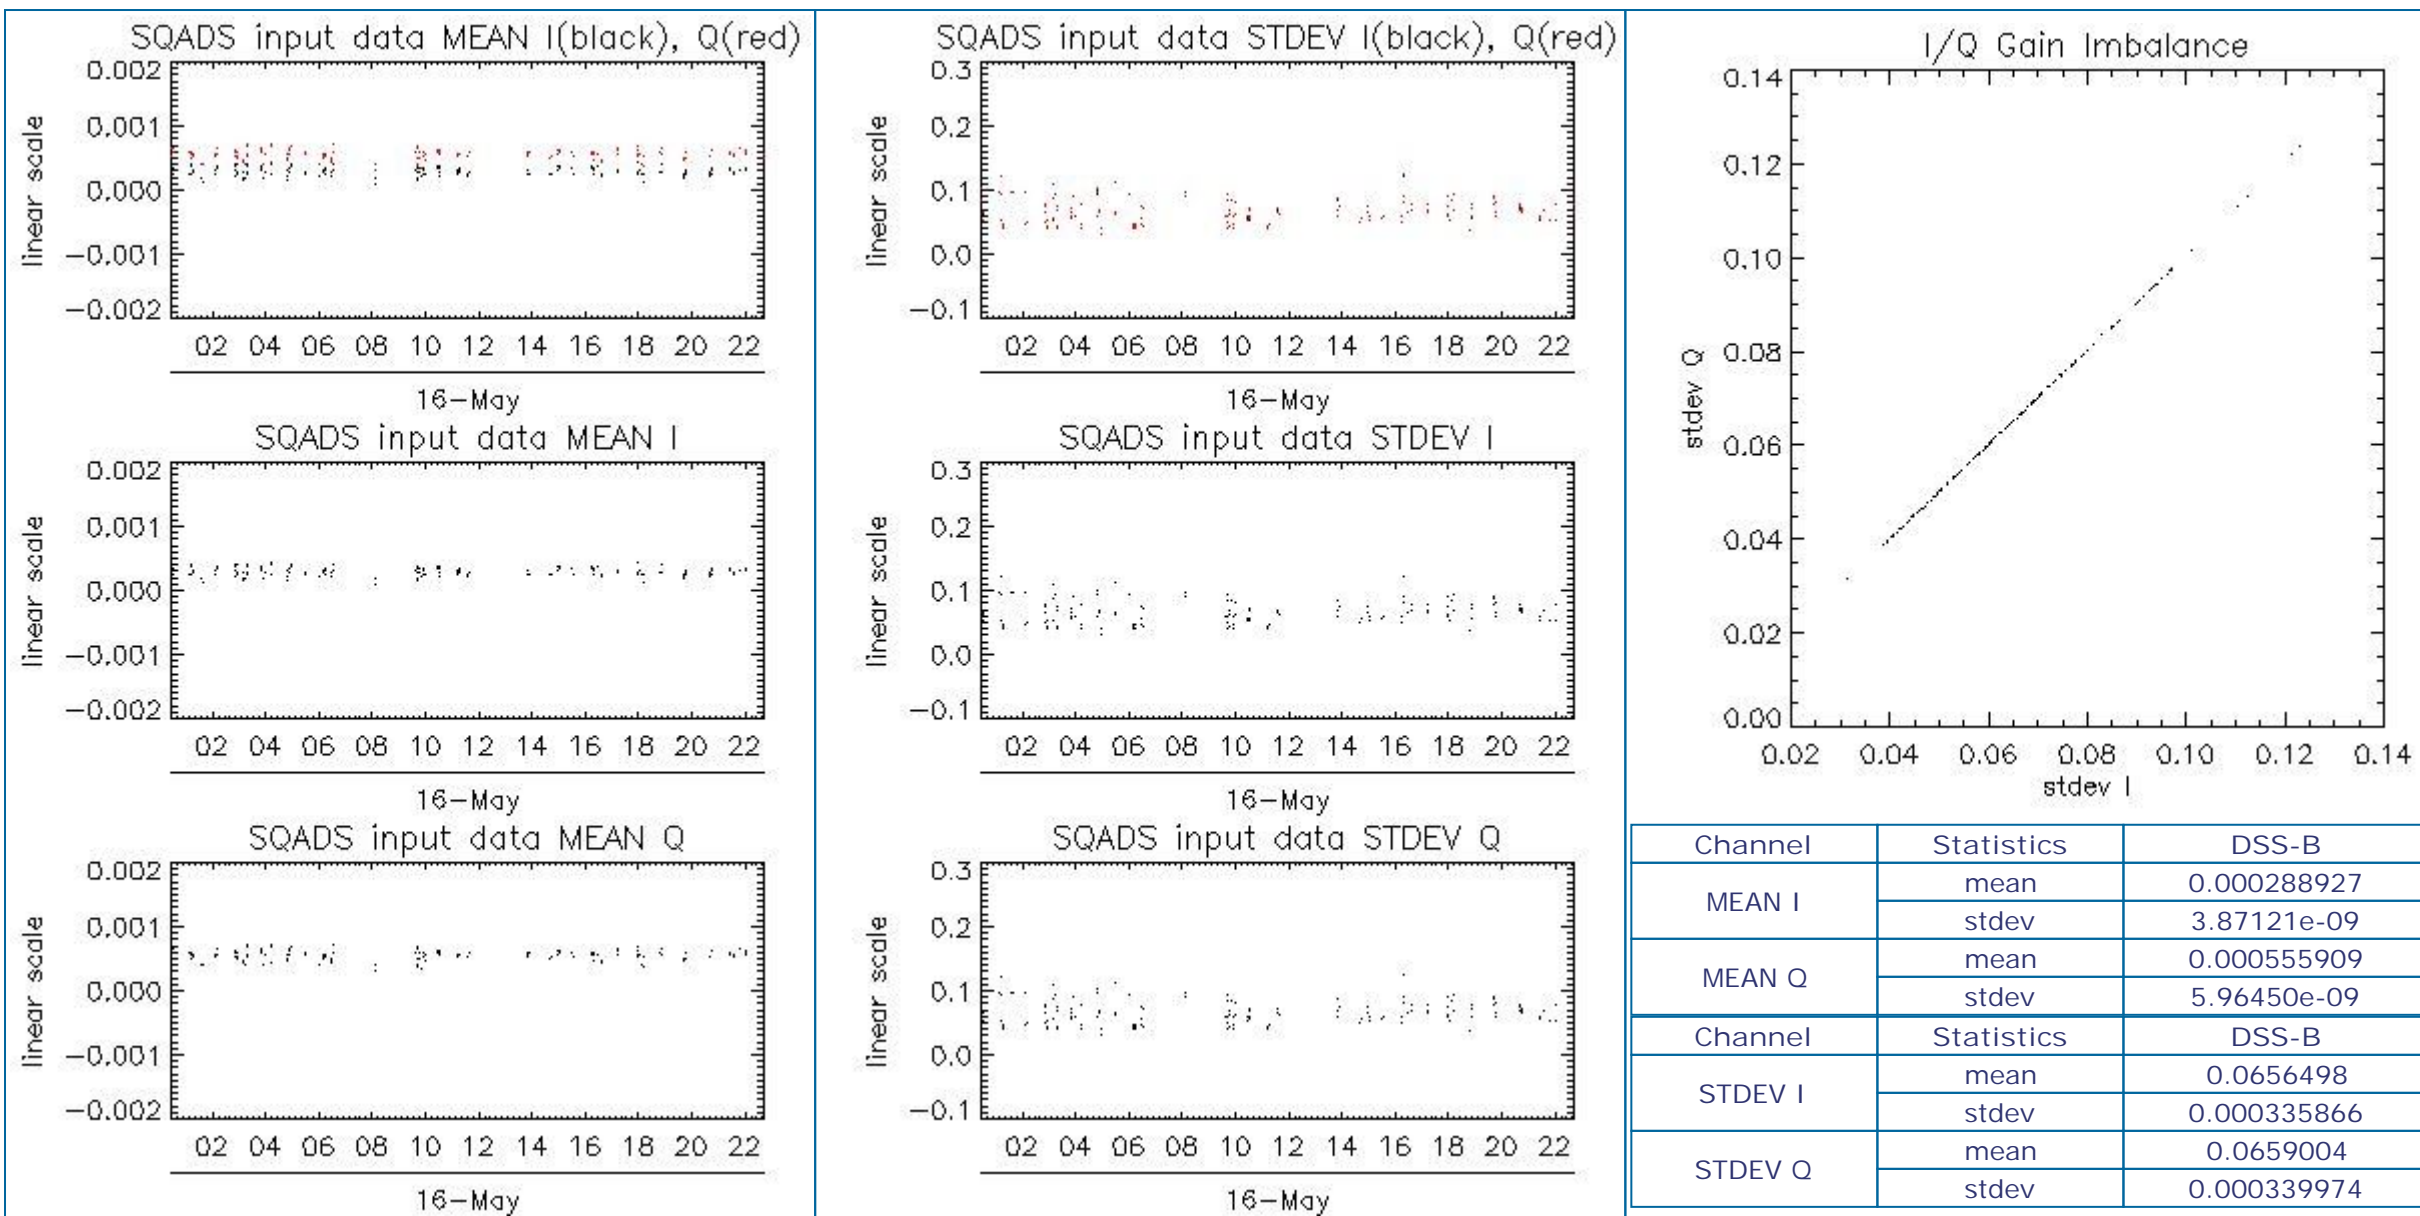 SQADS input data MEAN I(black), Q(red)
0.002
0.001
0.000
-0.001
-0.002
linear scale
02 04 06 08 10 12 14 16 18 20 22
16-May
SQADS input data MEAN I
0.002
0.001
0.000
-0.001
-0.002
linear scale
02 04 06 08 10 12 14 16 18 20 22
16-May
SQADS input data MEAN Q
0.002
0.001
0.000
-0.001
-0.002
linear scale
02 04 06 08 10 12 14 16 18 20 22
16-May
SQADS input data STDEV I(black), Q(red)
0.3
0.2
0.1
0.0
-0.1
linear scale
02 04 06 08 10 12 14 16 18 20 22
16-May
SQADS input data STDEV I
0.3
0.2
0.1
0.0
-0.1
linear scale
02 04 06 08 10 12 14 16 18 20 22
16-May
SQADS input data STDEV Q
0.3
0.2
0.1
0.0
-0.1
linear scale
02 04 06 08 10 12 14 16 18 20 22
16-May
I/Q Gain Imbalance
0.14
0.12
0.10
0.08
0.06
0.04
0.02
0.00
stdev Q
0.02 0.04 0.06 0.08 0.10 0.12 0.14
stdev I
Channel Statistics DSS-B
MEAN I mean 0.000288927
stdev 3.87121e-09
MEAN Q mean 0.000555909
stdev 5.96450e-09
Channel Statistics DSS-B
STDEV I mean 0.0656498
stdev 0.000335866
STDEV Q mean 0.0659004
stdev 0.000339974